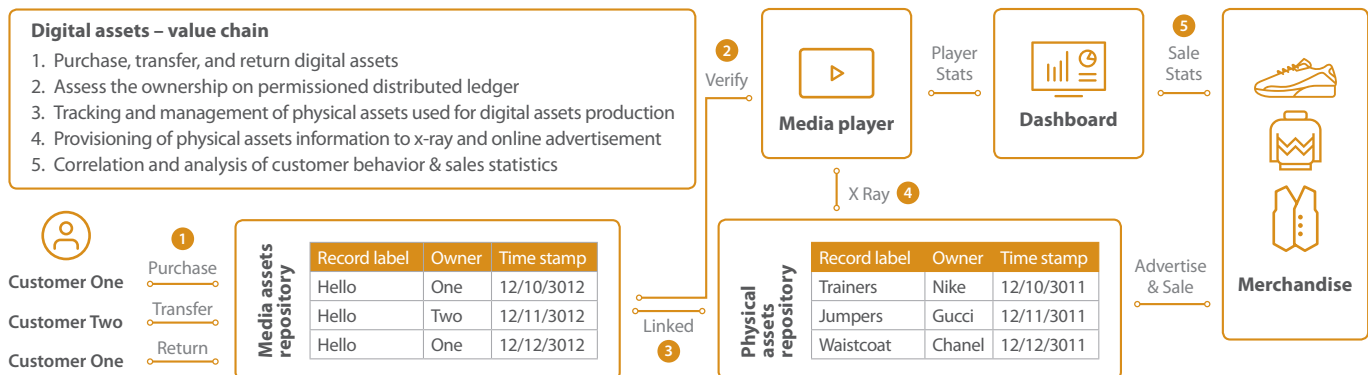 Digital assets – value chain
1. Purchase, transfer, and return digital assets
2. Assess the ownership on permissioned distributed ledger
3. Tracking and management of physical assets used for digital assets production
4. Provisioning of physical assets information to x-ray and online advertisement
5. Correlation and analysis of customer behavior & sales statistics
2
Verify
Media player
Player
Stats
Dashboard
5
Sale
Stats
Merchandise
X Ray 4
Customer One
Customer Two
Customer One
1
Purchase
Transfer
Return
Media assets
repository
Record label Owner Time stamp
Hello One 12/10/3012
Hello Two 12/11/3012
Hello One 12/12/3012
Linked
3
Physical
assets
repository
Record label Owner Time stamp
Trainers Nike 12/10/3011
Jumpers Gucci 12/11/3011
Waistcoat Chanel 12/12/3011
Advertise
& Sale